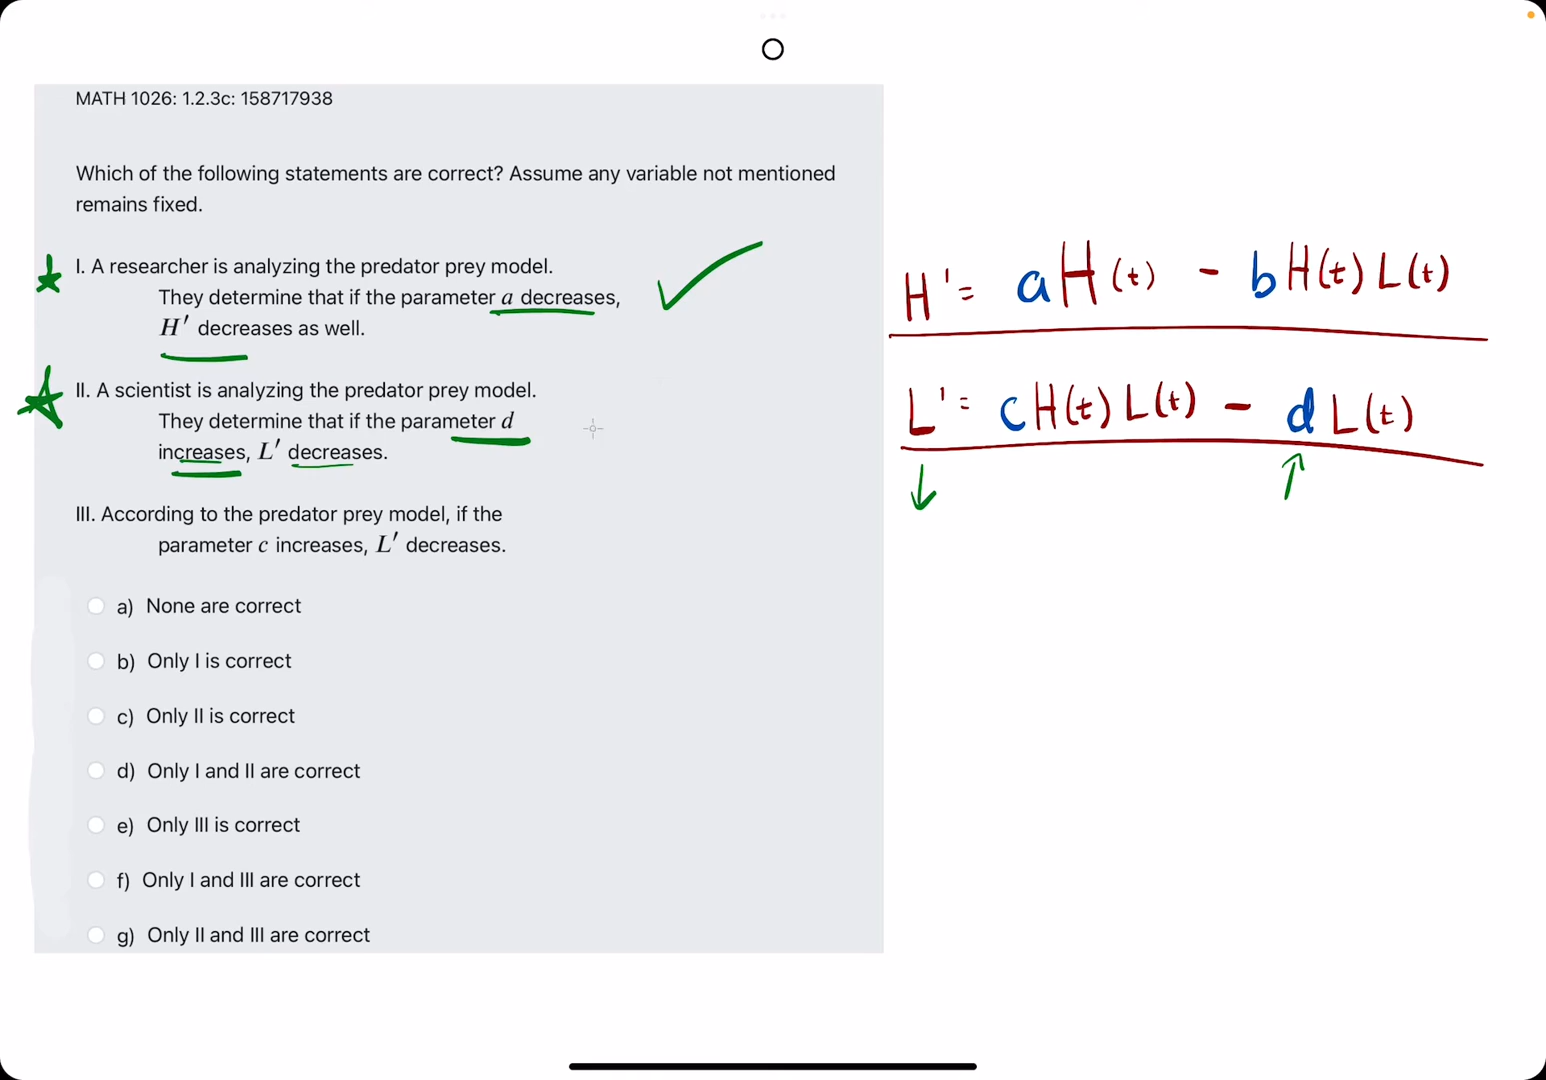 MATH 1026: 1.2.3c: 158717938
Which of the following statements are correct? Assume any variable not mentioned
remains fixed.
I. A researcher is analyzing the predator prey model.
They determine that if the parameter a decreases,
H′ decreases as well.
II. A scientist is analyzing the predator prey model.
They determine that if the parameter d
increases, L′ decreases.
III. According to the predator prey model, if the
parameter c increases, L′ decreases.
a) None are correct
b) Only I is correct
c) Only II is correct
d) Only I and II are correct
e) Only III is correct
f) Only I and III are correct
g) Only II and III are correct
H' = aH(t) - bH(t)L(t)
L' = cH(t)L(t) - dL(t)